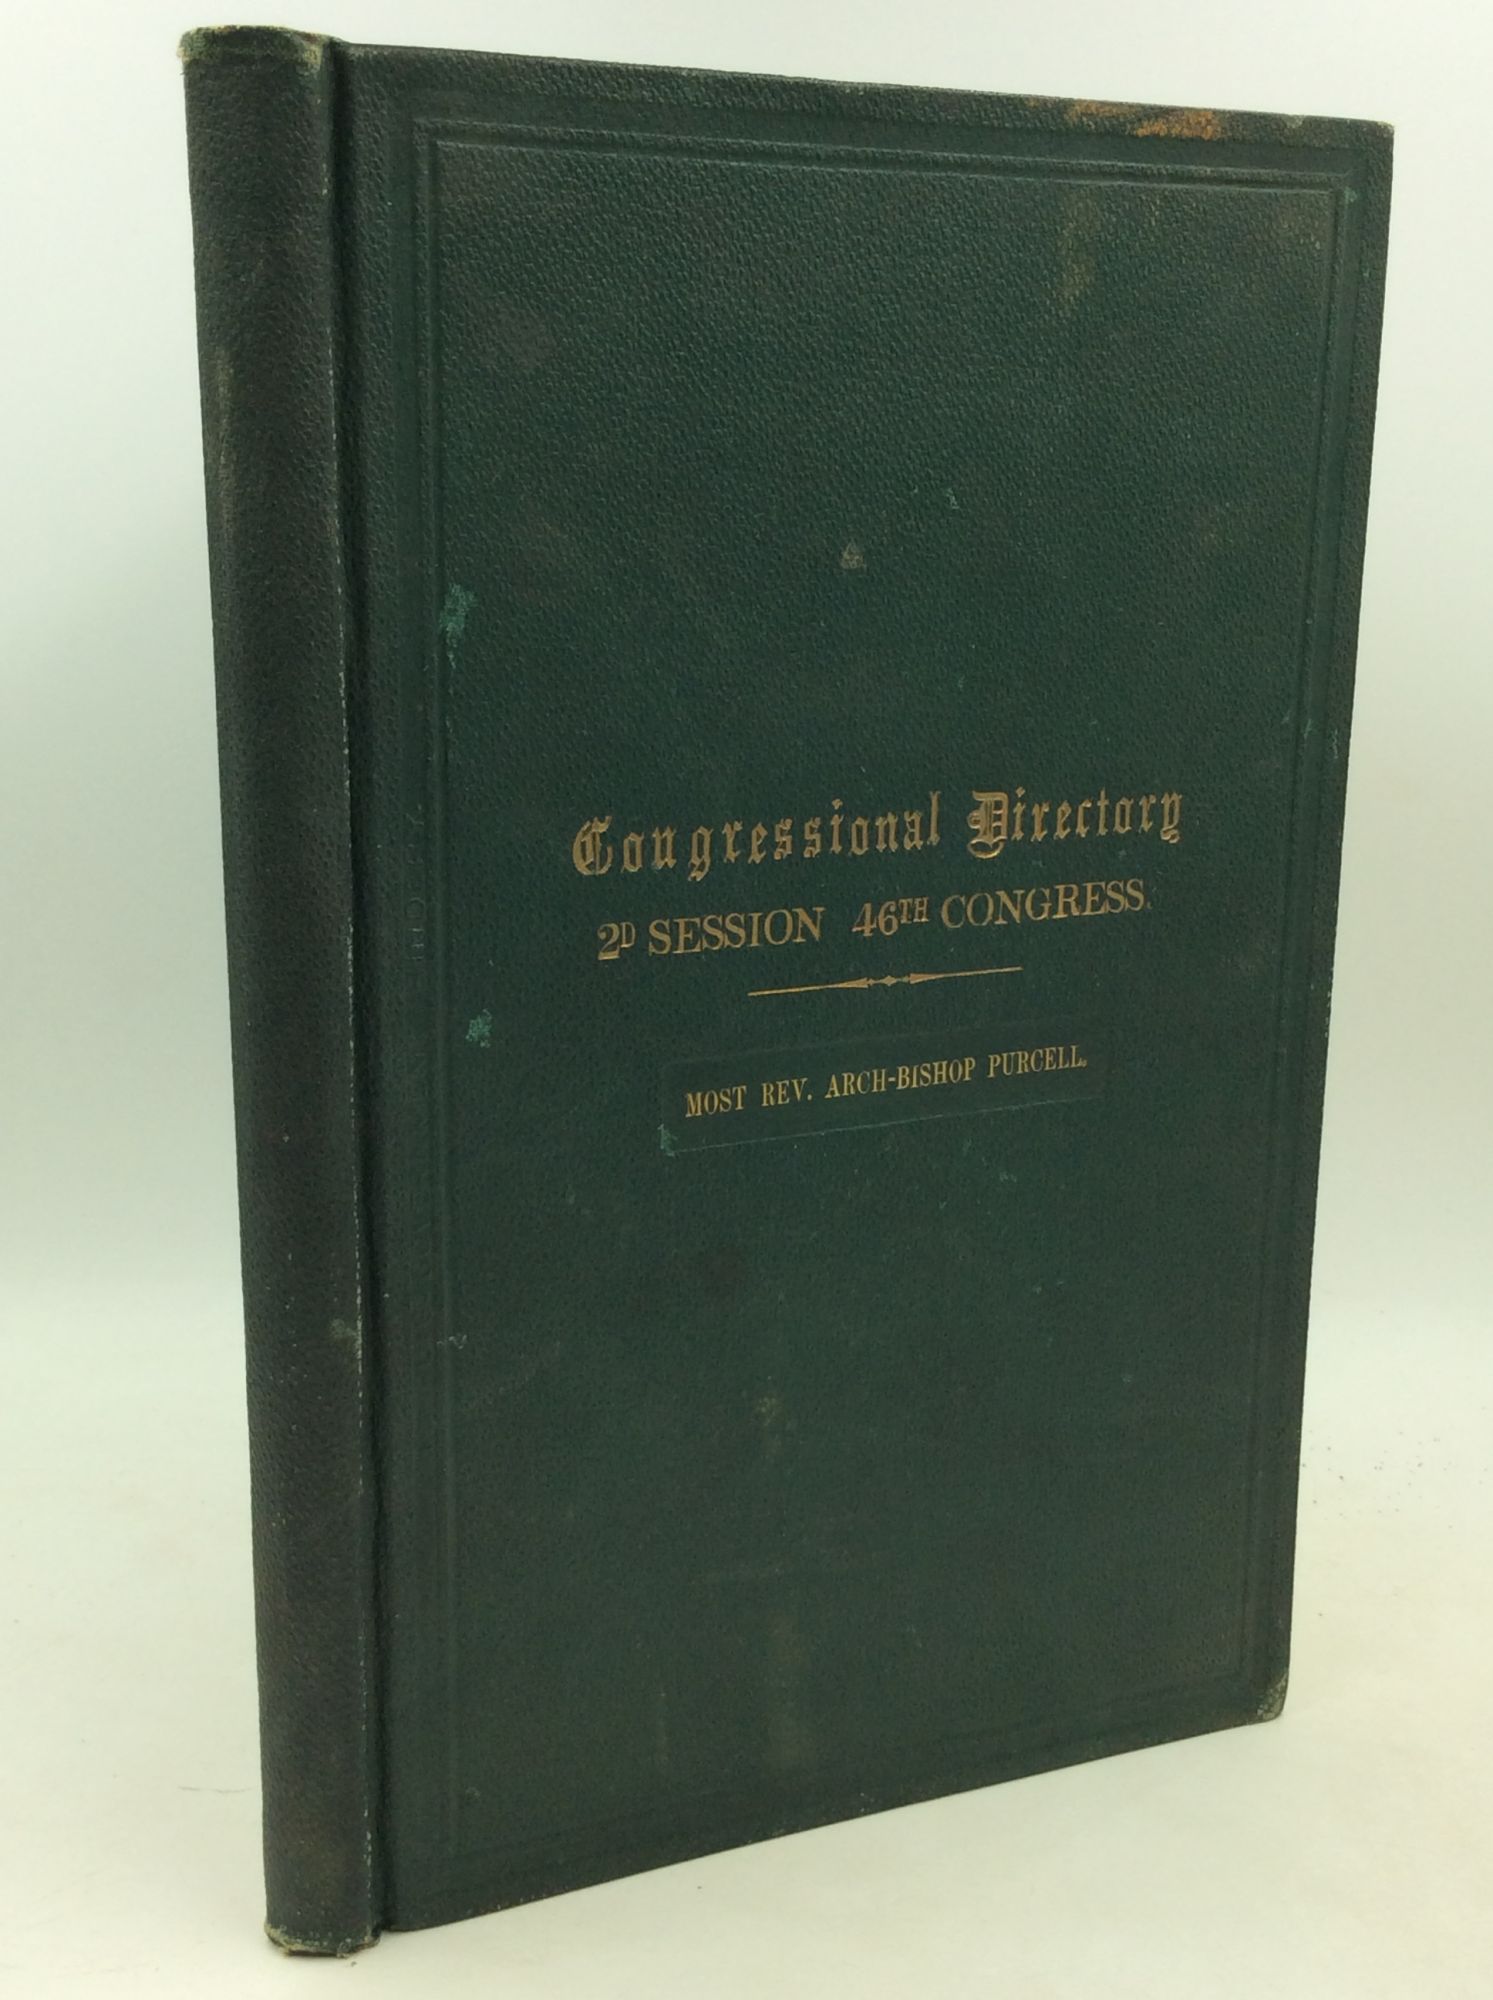 Congressional Directory
2D SESSION 46TH CONGRESS.
MOST REV. ARCH-BISHOP PURCELL.